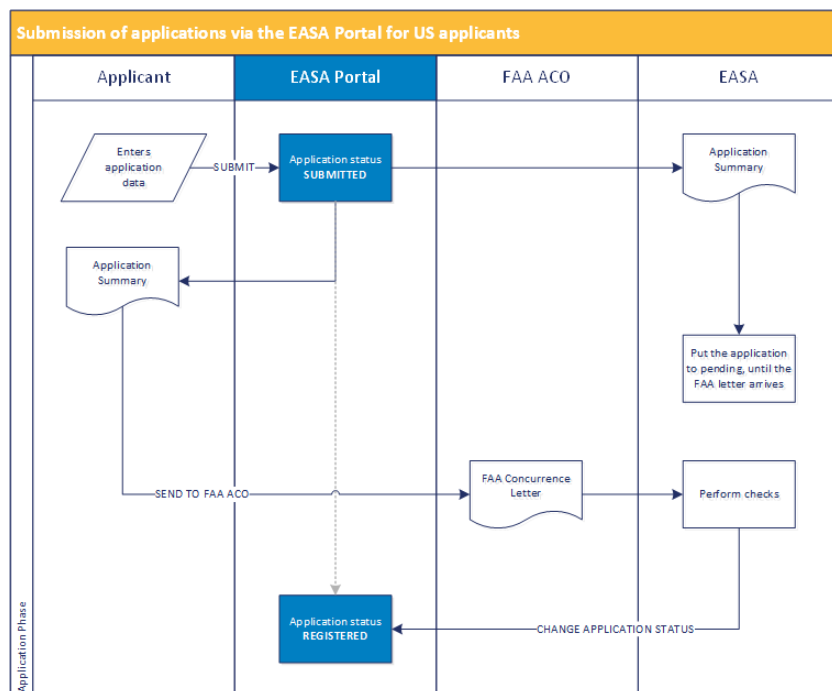 Submission of applications via the EASA Portal for US applicants
Applicant
EASA Portal
FAA ACO
EASA
Enters
application
data
SUBMIT
Application status
SUBMITTED
Application
Summary
Application
Summary
Put the application
to pending, until the
FAA letter arrives
SEND TO FAA ACO
FAA Concurrence
Letter
Perform checks
Application status
REGISTERED
CHANGE APPLICATION STATUS
Application Phase